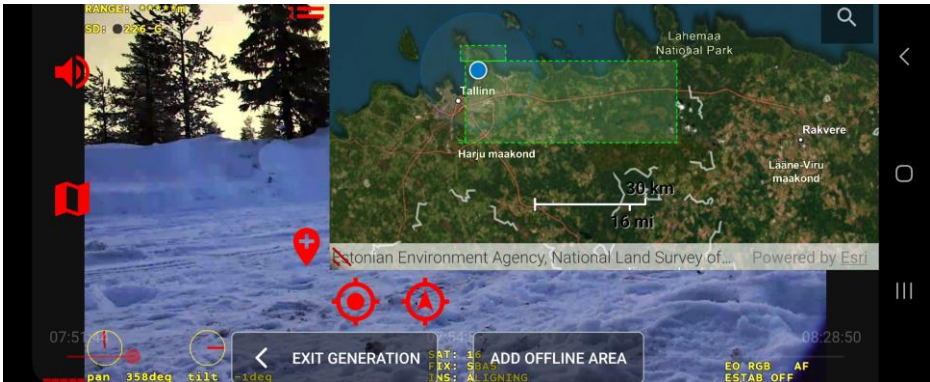 RANGE: *****m
SD: 226 G
Lahemaa
National Park
Tallinn
Rakvere
Harju maakond
Lääne-Viru
maakond
30 km
16 mi
Estonian Environment Agency, National Land Survey of... Powered by Esri
08:28:50
EXIT GENERATION
ADD OFFLINE AREA
SAT: 16
FIX: SBAS
INS: ALIGNING
EO RGB AF
ESTAB OFF
pan 358deg tilt -1deg